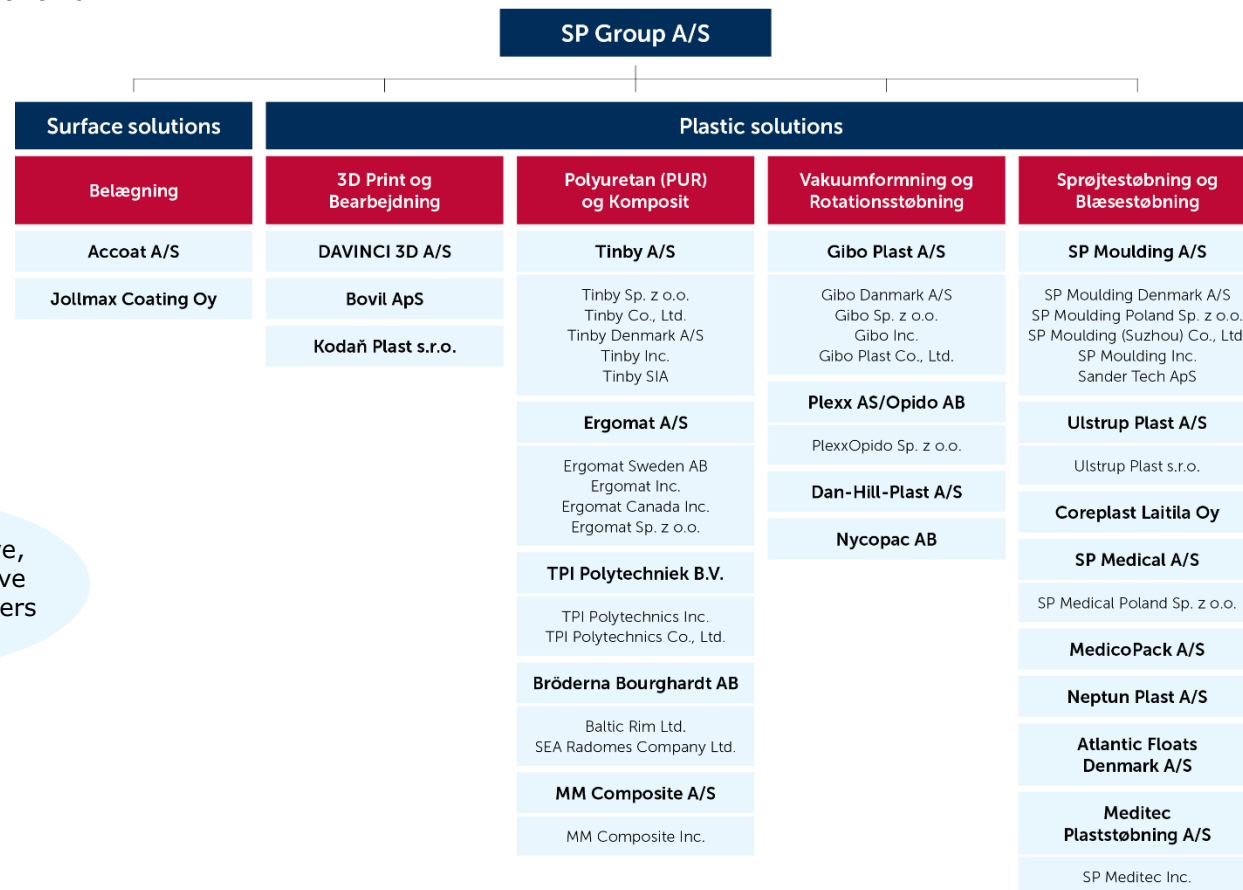 SP Group A/S
Surface solutions
Plastic solutions
Belægning
Accoat A/S
Jollmax Coating Oy
3D Print og
Bearbejdning
DAVINCI 3D A/S
Bovil ApS
Kodaň Plast s.r.o.
Polyuretan (PUR)
og Komposit
Tinby A/S
Tinby Sp. z o.o.
Tinby Co., Ltd.
Tinby Denmark A/S
Tinby Inc.
Tinby SIA
Ergomat A/S
Ergomat Sweden AB
Ergomat Inc.
Ergomat Canada Inc.
Ergomat Sp. z o.o.
TPI Polytechniek B.V.
TPI Polytechnics Inc.
TPI Polytechnics Co., Ltd.
Bröderna Bourghardt AB
Baltic Rim Ltd.
SEA Radomes Company Ltd.
MM Composite A/S
MM Composite Inc.
Vakuumformning og
Rotationsstøbning
Gibo Plast A/S
Gibo Danmark A/S
Gibo Sp. z o.o.
Gibo Inc.
Gibo Plast Co., Ltd.
Plexx AS/Opido AB
PlexxOpido Sp. z o.o.
Dan-Hill-Plast A/S
Nycopac AB
Sprøjtestøbning og
Blæsestøbning
SP Moulding A/S
SP Moulding Denmark A/S
SP Moulding Poland Sp. z o.o.
SP Moulding (Suzhou) Co., Ltd
SP Moulding Inc.
Sander Tech ApS
Ulstrup Plast A/S
Ulstrup Plast s.r.o.
Coreplast Laitila Oy
SP Medical A/S
SP Medical Poland Sp. z o.o.
MedicoPack A/S
Neptun Plast A/S
Atlantic Floats
Denmark A/S
Meditec
Plaststøbning A/S
SP Meditec Inc.